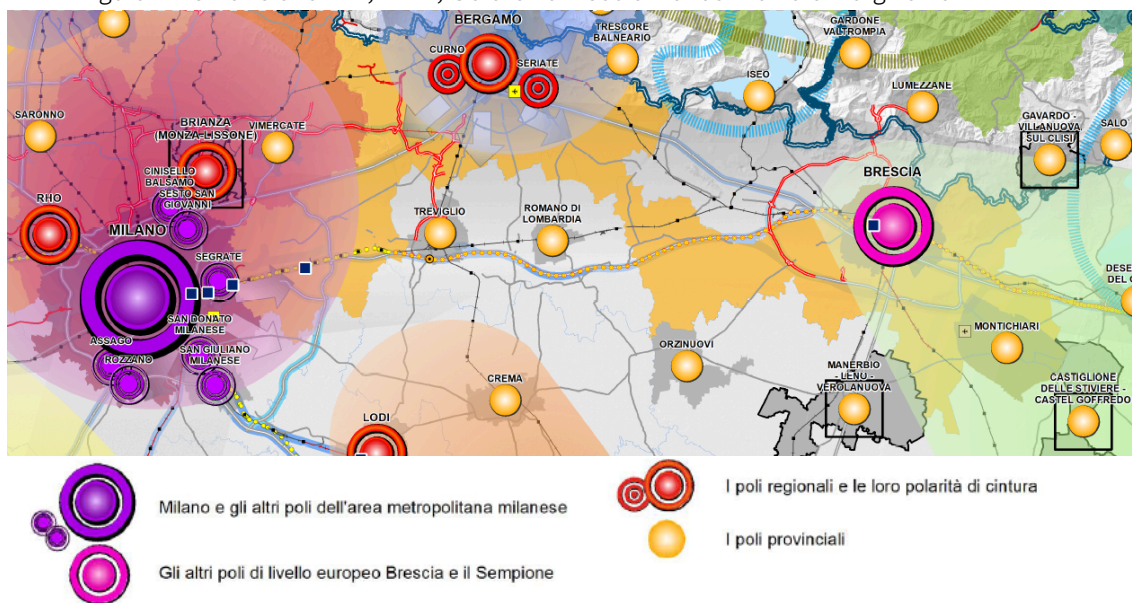 BERGAMO
TRESCORE
BALNEARIO
GARDONE
VALTROMPIA
CURNO
SERIATE
ISEO
LUMEZZANE
SARONNO
BRIANZA
(MONZA-LISSONE)
VIMERCATE
GAVARDO -
VILLANUOVA
SUL CLISI
SALO
CINISELLO
BALSAMO
SESTO SAN
GIOVANNI
BRESCIA
RHO
TREVIGLIO
ROMANO DI
LOMBARDIA
MILANO
SEGRATE
SAN DONATO
MILANESE
ASSAGO
ROZZANO
SAN GIULIANO
MILANESE
MONTICHIARI
ORZINUOVI
MANERBIO
- LENO -
VEROLANUOVA
CREMA
CASTIGLIONE
DELLE STIVIERE -
CASTEL GOFFREDO
LODI
Milano e gli altri poli dell'area metropolitana milanese
Gli altri poli di livello europeo Brescia e il Sempione
I poli regionali e le loro polarità di cintura
I poli provinciali